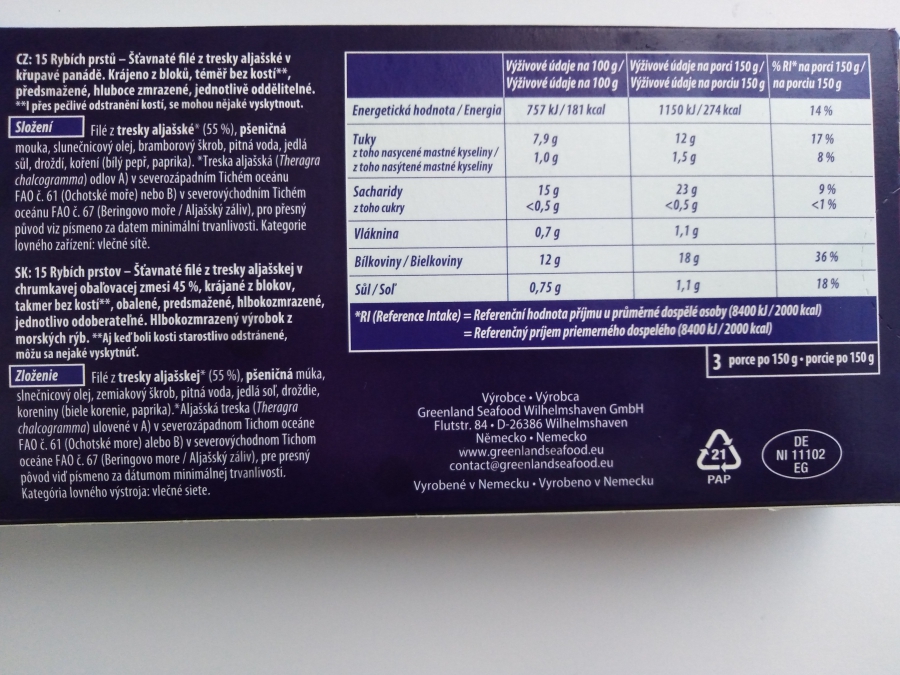 CZ: 15 Rybích prstů – Šťavnaté filé z tresky aljašské v
křupavé panádě. Krájeno z bloků, téměř bez kostí**,
předsmažené, hluboce zmrazené, jednotlivě oddělitelné.
**I přes pečlivé odstranění kostí, se mohou nějaké vyskytnout.
Složení Filé z tresky aljašské* (55 %), pšeničná
mouka, slunečnicový olej, bramborový škrob, pitná voda, jedlá
sůl, droždí, koření (bílý pepř, paprika). *Treska aljašská (Theragra
chalcogramma) odlov A) v severozápadním Tichém oceánu
FAO č. 61 (Ochotské moře) nebo B) v severovýchodním Tichém
oceánu FAO č. 67 (Beringovo moře / Aljašský záliv), pro přesný
původ viz písmeno za datem minimální trvanlivosti. Kategorie
lovného zařízení: vlečné sítě.
SK: 15 Rybích prstov – Šťavnaté filé z tresky aljašskej v
chrumkavej obaľovacej zmesi 45 %, krájané z blokov,
takmer bez kostí**, obalené, predsmažené, hlbokozmrazené,
jednotlivo odoberateľné. Hlbokozmrazený výrobok z
morských rýb. **Aj keď boli kosti starostlivo odstránené,
môžu sa nejaké vyskytnúť.
Zloženie Filé z tresky aljašskej* (55 %), pšeničná múka,
slnečnicový olej, zemiakový škrob, pitná voda, jedlá soľ, droždie,
koreniny (biele korenie, paprika).*Aljašská treska (Theragra
chalcogramma) ulovené v A) v severozápadnom Tichom oceáne
FAO č. 61 (Ochotské more) alebo B) v severovýchodnom Tichom
oceáne FAO č. 67 (Beringovo more / Aljašský záliv), pre presný
pôvod viď písmeno za dátumom minimálnej trvanlivosti.
Kategória lovného výstroja: vlečné siete.
Výživové údaje na 100 g / Výživové údaje na porci 150 g / % RI* na porci 150 g /
Výživové údaje na 100 g Výživové údaje na porciu 150 g na porciu 150 g
Energetická hodnota / Energia 757 kJ / 181 kcal 1150 kJ / 274 kcal 14 %
Tuky 7,9 g 12 g 17 %
z toho nasycené mastné kyseliny / 1,0 g 1,5 g 8 %
z toho nasýtené mastné kyseliny
Sacharidy 15 g 23 g 9 %
z toho cukry <0,5 g <0,5 g <1 %
Vláknina 0,7 g 1,1 g
Bílkoviny / Bielkoviny 12 g 18 g 36 %
Sůl / Soľ 0,75 g 1,1 g 18 %
*RI (Reference Intake) = Referenční hodnota příjmu u průměrné dospělé osoby (8400 kJ / 2000 kcal)
= Referenčný príjem priemerného dospelého (8400 kJ / 2000 kcal)
3 porce po 150 g • porcie po 150 g
Výrobce • Výrobca
Greenland Seafood Wilhelmshaven GmbH
Flutstr. 84 • D-26386 Wilhelmshaven
Německo • Nemecko
www.greenlandseafood.eu
contact@greenlandseafood.eu
Vyrobené v Nemecku • Vyrobeno v Nemecku
21
PAP
DE
NI 11102
EG